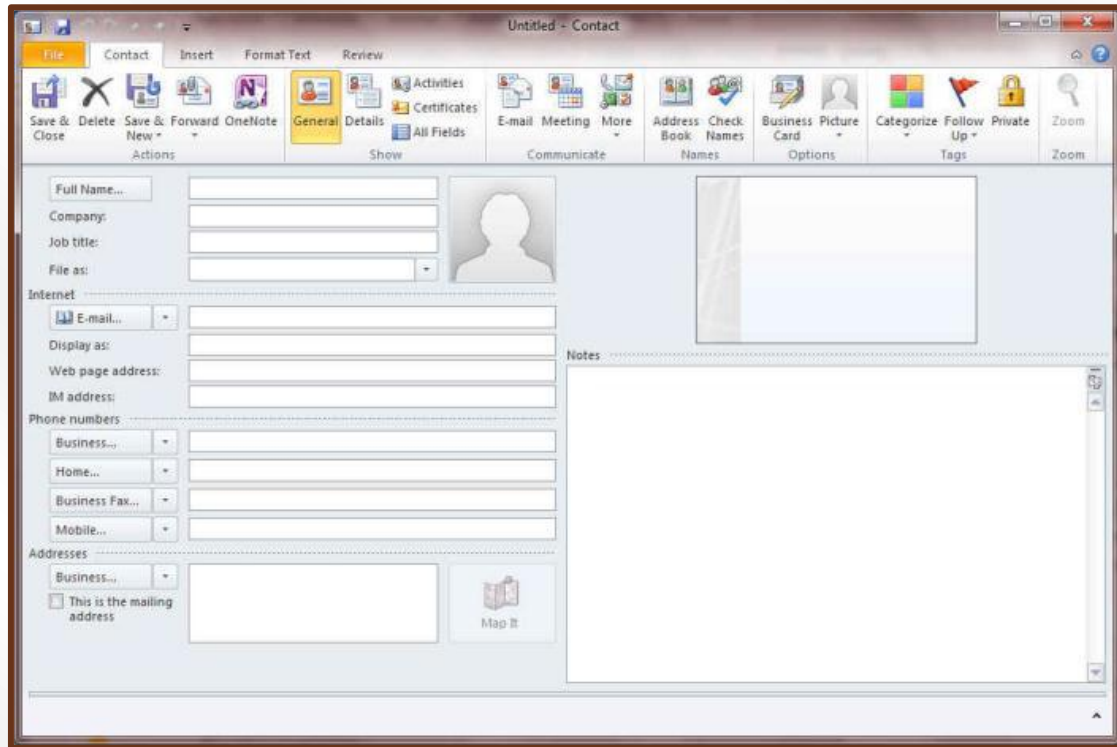 Untitled - Contact
File Contact Insert Format Text Review
Save & Close Delete Save & New Forward OneNote General Details Activities Certificates All Fields E-mail Meeting More Address Book Check Names Business Card Picture Categorize Follow Up Private Zoom
Actions Show Communicate Names Options Tags Zoom
Full Name...
Company:
Job title:
File as:
Internet
E-mail...
Display as:
Notes
Web page address:
IM address:
Phone numbers
Business...
Home...
Business Fax...
Mobile...
Addresses
Business...
This is the mailing
address
Map It